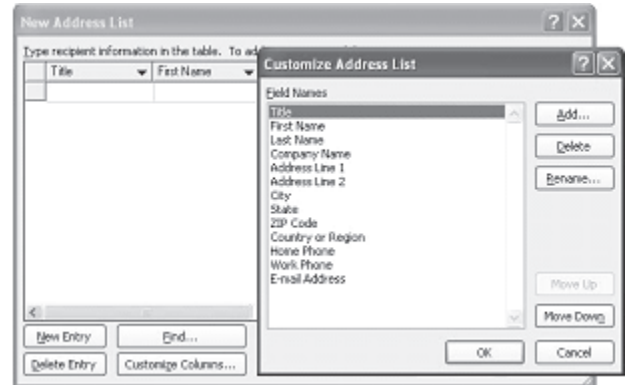 New Address List
Type recipient information in the table. To ad
Title
First Name
New Entry
Find...
Delete Entry
Customize Columns...
Customize Address List
Field Names
Title
First Name
Last Name
Company Name
Address Line 1
Address Line 2
City
State
ZIP Code
Country or Region
Home Phone
Work Phone
E-mail Address
Add...
Delete
Rename...
Move Up
Move Down
OK
Cancel